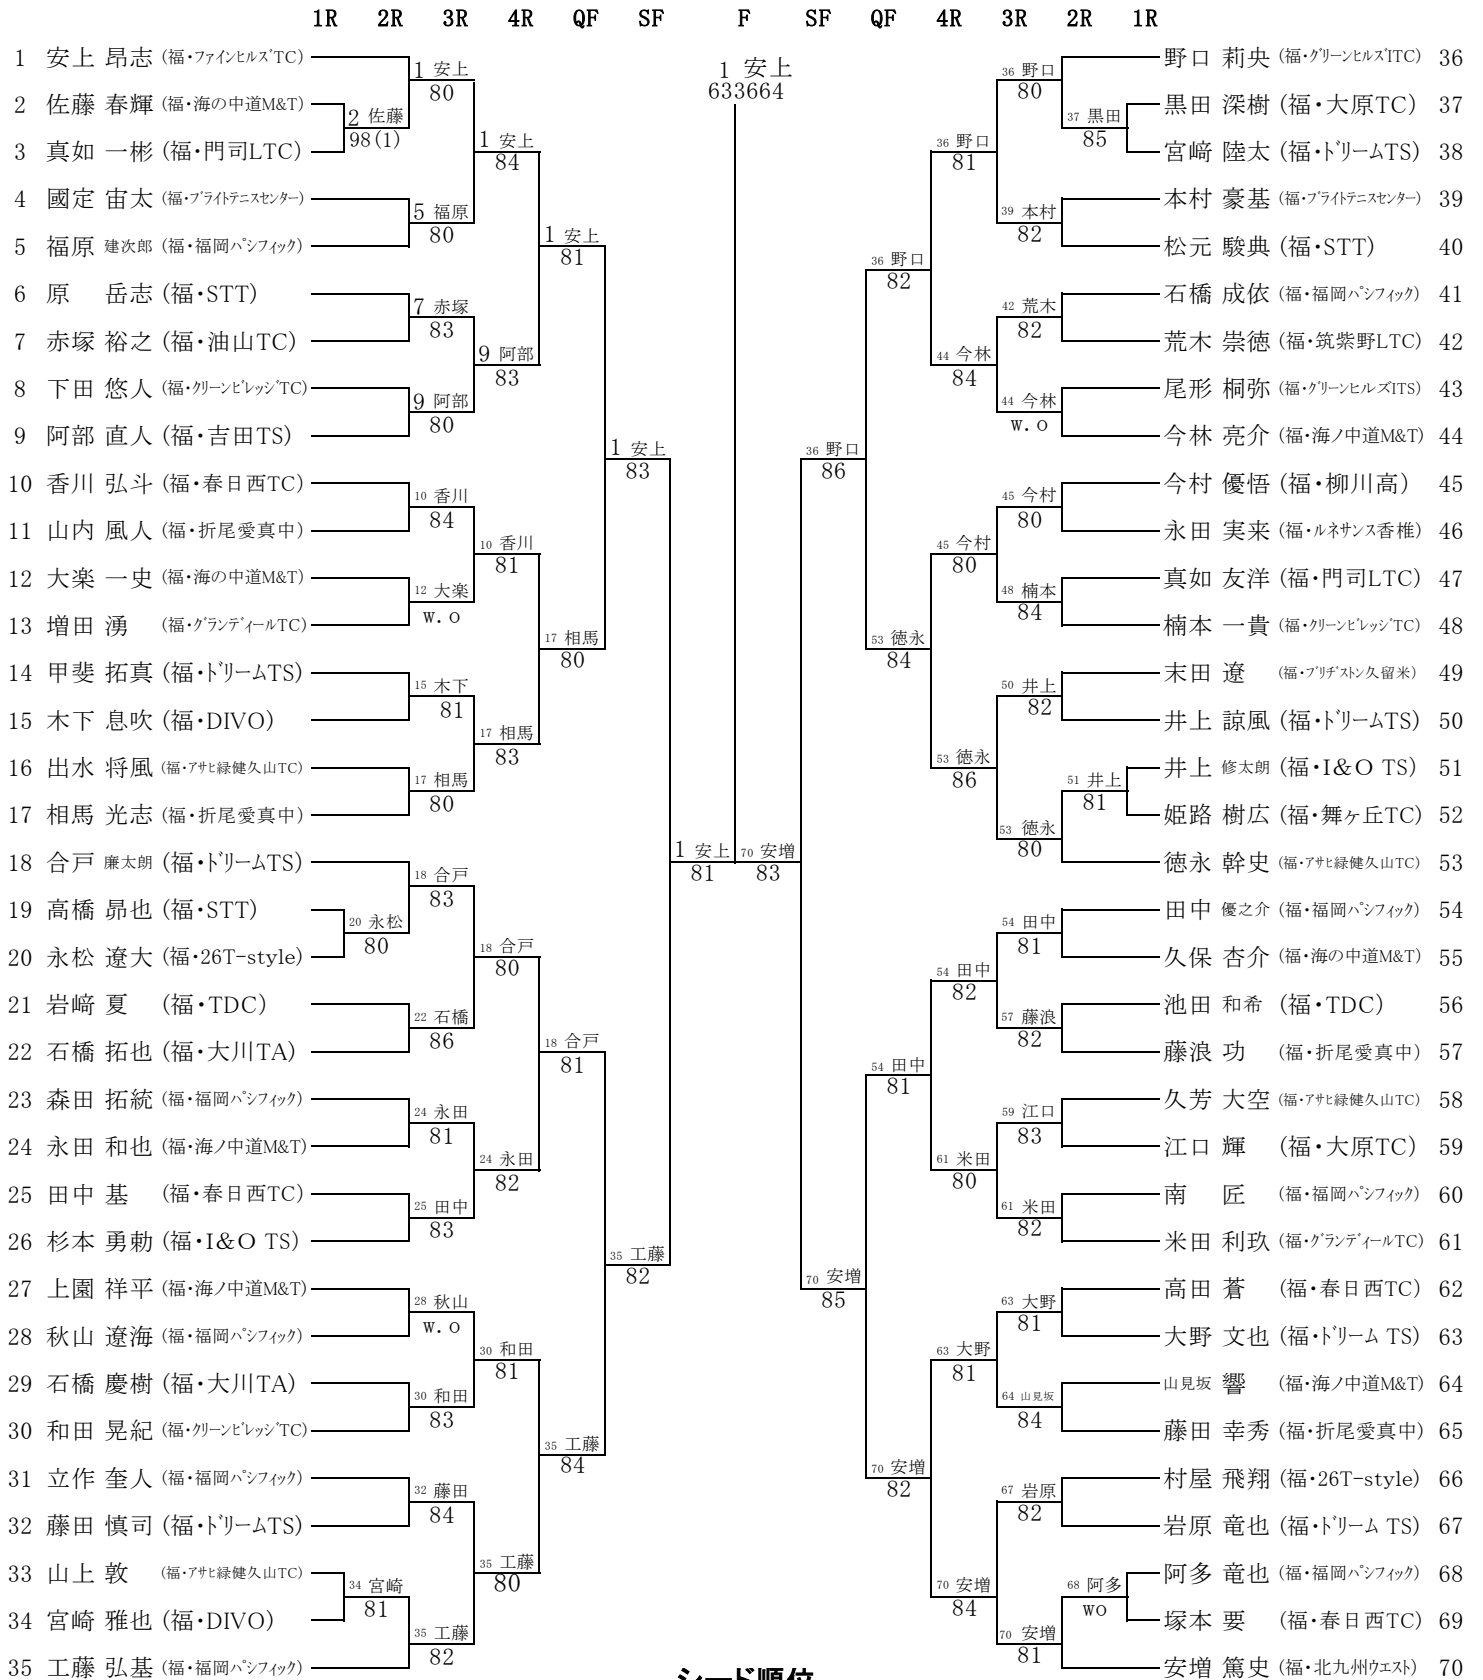 1R 2R 3R 4R QF SF F SF QF 4R 3R 2R 1R
1 安上 昂志 (福・ファインヒルズTC)
2 佐藤 春輝 (福・海の中道M&T)
3 真如 一彬 (福・門司LTC)
4 國定 宙太 (福・ブライトテニスセンター)
5 福原 建次郎 (福・福岡パシフィック)
6 原 岳志 (福・STT)
7 赤塚 裕之 (福・油山TC)
8 下田 悠人 (福・グリーンビレッジTC)
9 阿部 直人 (福・吉田TS)
10 香川 弘斗 (福・春日西TC)
11 山内 風人 (福・折尾愛真中)
12 大楽 一史 (福・海の中道M&T)
13 増田 湧 (福・グランディールTC)
14 甲斐 拓真 (福・ドリームTS)
15 木下 息吹 (福・DIVO)
16 出水 将風 (福・アサヒ緑健久山TC)
17 相馬 光志 (福・折尾愛真中)
18 合戸 廉太朗 (福・ドリームTS)
19 高橋 昂也 (福・STT)
20 永松 遼大 (福・26T-style)
21 岩﨑 夏 (福・TDC)
22 石橋 拓也 (福・大川TA)
23 森田 拓統 (福・福岡パシフィック)
24 永田 和也 (福・海ノ中道M&T)
25 田中 基 (福・春日西TC)
26 杉本 勇勅 (福・I&O TS)
27 上園 祥平 (福・海ノ中道M&T)
28 秋山 遼海 (福・福岡パシフィック)
29 石橋 慶樹 (福・大川TA)
30 和田 晃紀 (福・クリーンビレッジTC)
31 立作 奎人 (福・福岡パシフィック)
32 藤田 慎司 (福・ドリームTS)
33 山上 敦 (福・アサヒ緑健久山TC)
34 宮崎 雅也 (福・DIVO)
35 工藤 弘基 (福・福岡パシフィック)
2 佐藤
98(1)
20 永松
80
34 宮崎
81
1 安上
80
5 福原
80
7 赤塚
83
9 阿部
80
10 香川
84
12 大楽
w.o
15 木下
81
17 相馬
80
18 合戸
83
22 石橋
86
24 永田
81
25 田中
83
28 秋山
w.o
30 和田
83
32 藤田
84
35 工藤
82
1 安上
84
9 阿部
83
10 香川
81
17 相馬
83
18 合戸
80
24 永田
82
30 和田
81
35 工藤
80
1 安上
81
17 相馬
80
18 合戸
81
35 工藤
84
1 安上
83
35 工藤
82
1 安上
81
1 安上
633664
70 安増
83
36 野口
86
70 安増
85
36 野口
82
53 徳永
84
54 田中
81
70 安増
82
36 野口
81
44 今林
84
45 今村
80
53 徳永
86
54 田中
82
61 米田
80
63 大野
81
70 安増
84
36 野口
80
39 本村
82
42 荒木
82
44 今林
w.o
45 今村
80
48 楠本
84
50 井上
82
53 徳永
80
54 田中
81
57 藤浪
82
59 江口
83
61 米田
82
63 大野
81
64 山見坂
84
67 岩原
82
70 安増
81
37 黒田
85
51 井上
81
68 阿多
wo
野口 莉央 (福・グリーンヒルズITC) 36
黒田 深樹 (福・大原TC) 37
宮﨑 陸太 (福・ドリームTS) 38
本村 豪基 (福・ブライトテニスセンター) 39
松元 駿典 (福・STT) 40
石橋 成依 (福・福岡パシフィック) 41
荒木 崇徳 (福・筑紫野LTC) 42
尾形 桐弥 (福・グリーンヒルズITS) 43
今林 亮介 (福・海ノ中道M&T) 44
今村 優悟 (福・柳川高) 45
永田 実来 (福・ルネサンス香椎) 46
真如 友洋 (福・門司LTC) 47
楠本 一貴 (福・クリーンビレッジTC) 48
末田 遼 (福・ブリヂストン久留米) 49
井上 諒風 (福・ドリームTS) 50
井上 修太朗 (福・I&O TS) 51
姫路 樹広 (福・舞ヶ丘TC) 52
徳永 幹史 (福・アサヒ緑健久山TC) 53
田中 優之介 (福・福岡パシフィック) 54
久保 杏介 (福・海の中道M&T) 55
池田 和希 (福・TDC) 56
藤浪 功 (福・折尾愛真中) 57
久芳 大空 (福・アサヒ緑健久山TC) 58
江口 輝 (福・大原TC) 59
南 匠 (福・福岡パシフィック) 60
米田 利玖 (福・グランディールTC) 61
高田 蒼 (福・春日西TC) 62
大野 文也 (福・ドリーム TS) 63
山見坂 響 (福・海ノ中道M&T) 64
藤田 幸秀 (福・折尾愛真中) 65
村屋 飛翔 (福・26T-style) 66
岩原 竜也 (福・ドリーム TS) 67
阿多 竜也 (福・福岡パシフィック) 68
塚本 要 (福・春日西TC) 69
安増 篤史 (福・北九州ウエスト) 70
シード順位